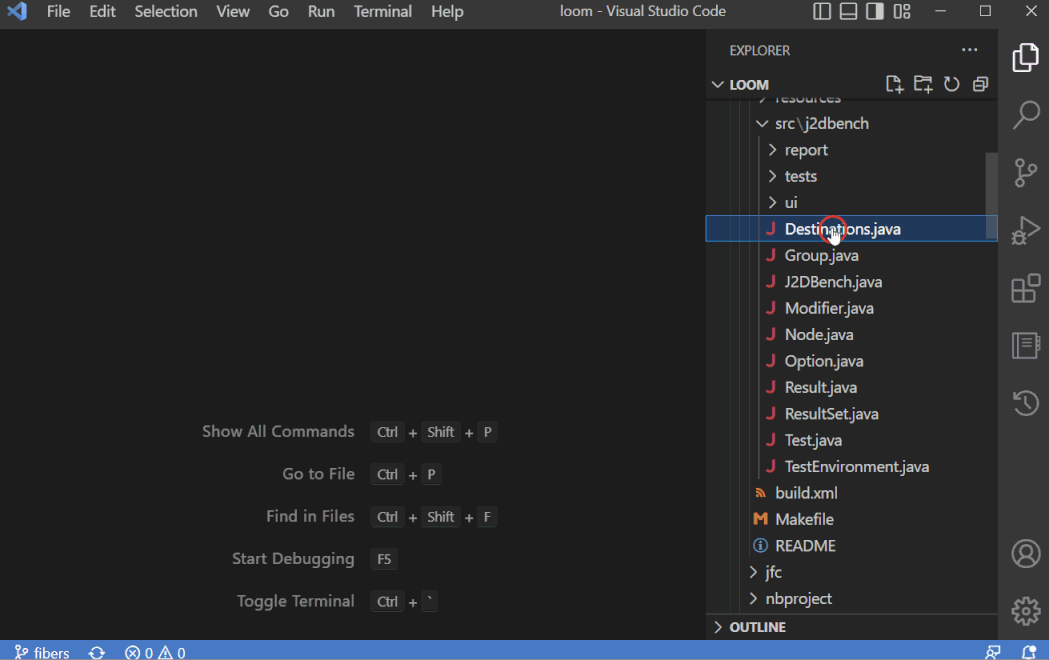 File Edit Selection View Go Run Terminal Help loom - Visual Studio Code
EXPLORER
LOOM
resources
src\j2dbench
report
tests
ui
Destinations.java
Group.java
J2DBench.java
Modifier.java
Node.java
Option.java
Result.java
ResultSet.java
Test.java
TestEnvironment.java
build.xml
Makefile
README
jfc
nbproject
OUTLINE
Show All Commands Ctrl + Shift + P
Go to File Ctrl + P
Find in Files Ctrl + Shift + F
Start Debugging F5
Toggle Terminal Ctrl + `
fibers 0 0